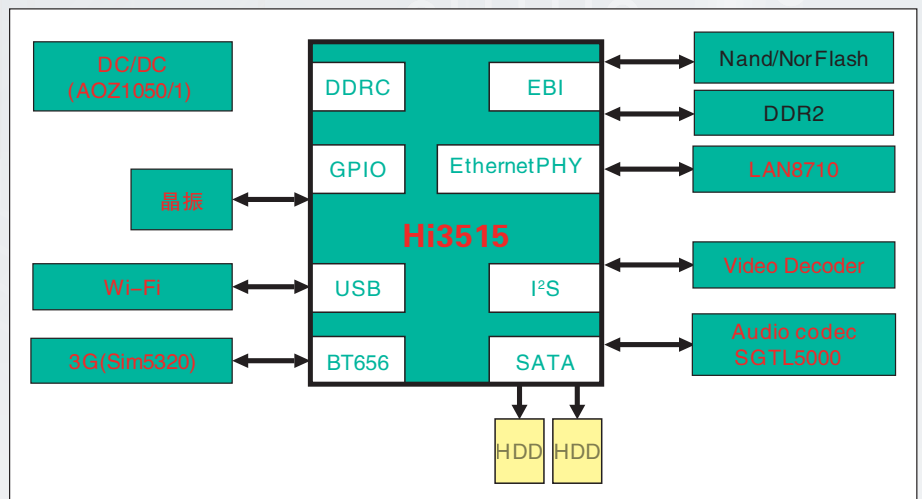 DC/DC
(AOZ1050/1)
晶振
Wi-Fi
3G(Sim5320)
DDRC
EBI
GPIO
EthernetPHY
Hi3515
USB
I²S
BT656
SATA
Nand/NorFlash
DDR2
LAN8710
Video Decoder
Audio codec
SGTL5000
HDD
HDD